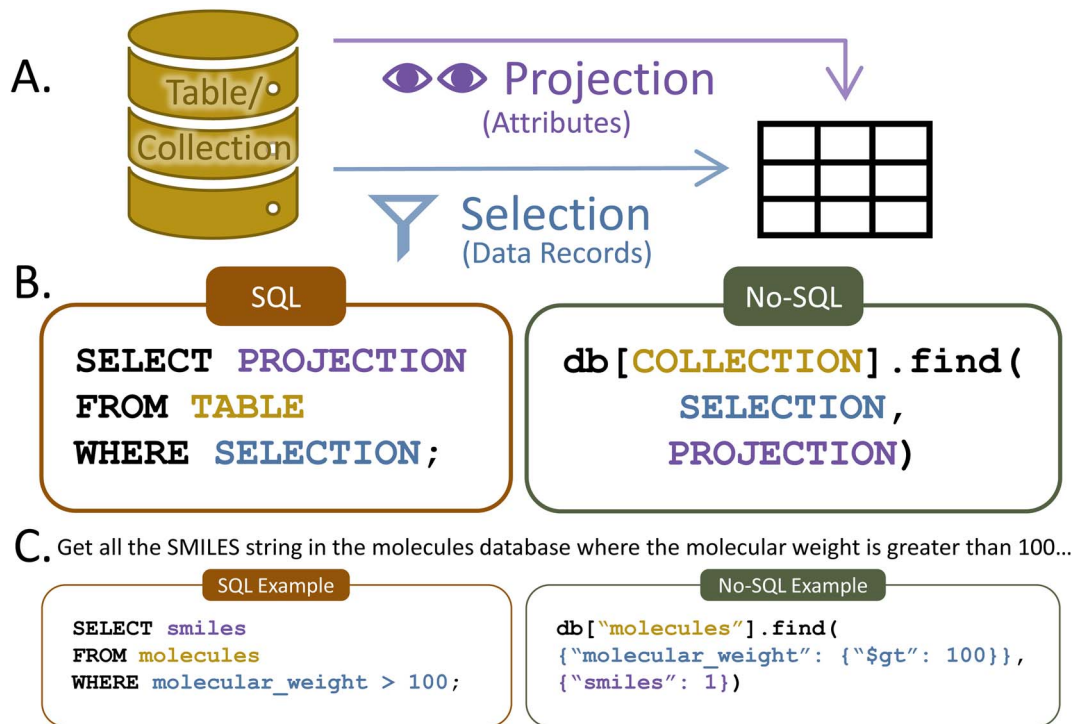 A.
Table/
Collection
Projection
(Attributes)
Selection
(Data Records)
B.
SQL
SELECT PROJECTION
FROM TABLE
WHERE SELECTION;
No-SQL
db[COLLECTION].find(
SELECTION,
PROJECTION)
C. Get all the SMILES string in the molecules database where the molecular weight is greater than 100…
SQL Example
SELECT smiles
FROM molecules
WHERE molecular_weight > 100;
No-SQL Example
db[“molecules”].find(
{“molecular_weight”: {“$gt”: 100}},
{“smiles”: 1})